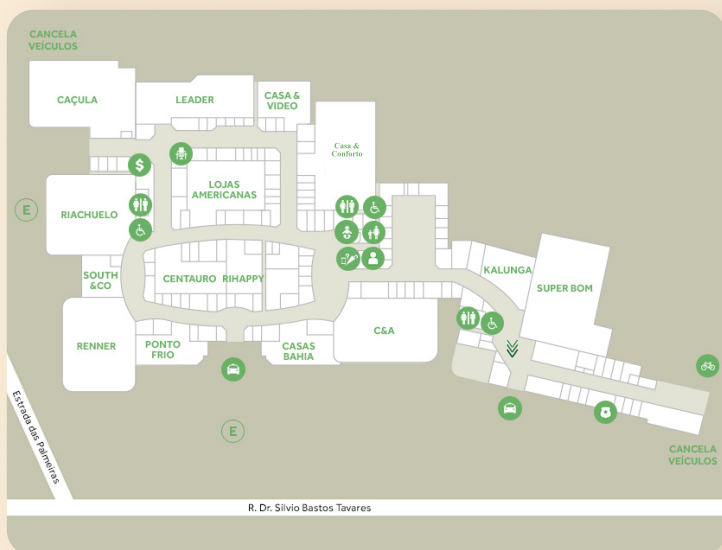 CANCELA
VEÍCULOS
CAÇULA
LEADER
CASA &
VIDEO
Casa &
Conforto
$
LOJAS
AMERICANAS
E
RIACHUELO
SOUTH
&CO
CENTAURO
RIHAPPY
KALUNGA
SUPER BOM
RENNER
PONTO
FRIO
CASAS
BAHIA
C&A
E
Estrada das Palmeiras
CANCELA
VEÍCULOS
R. Dr. Silvio Bastos Tavares